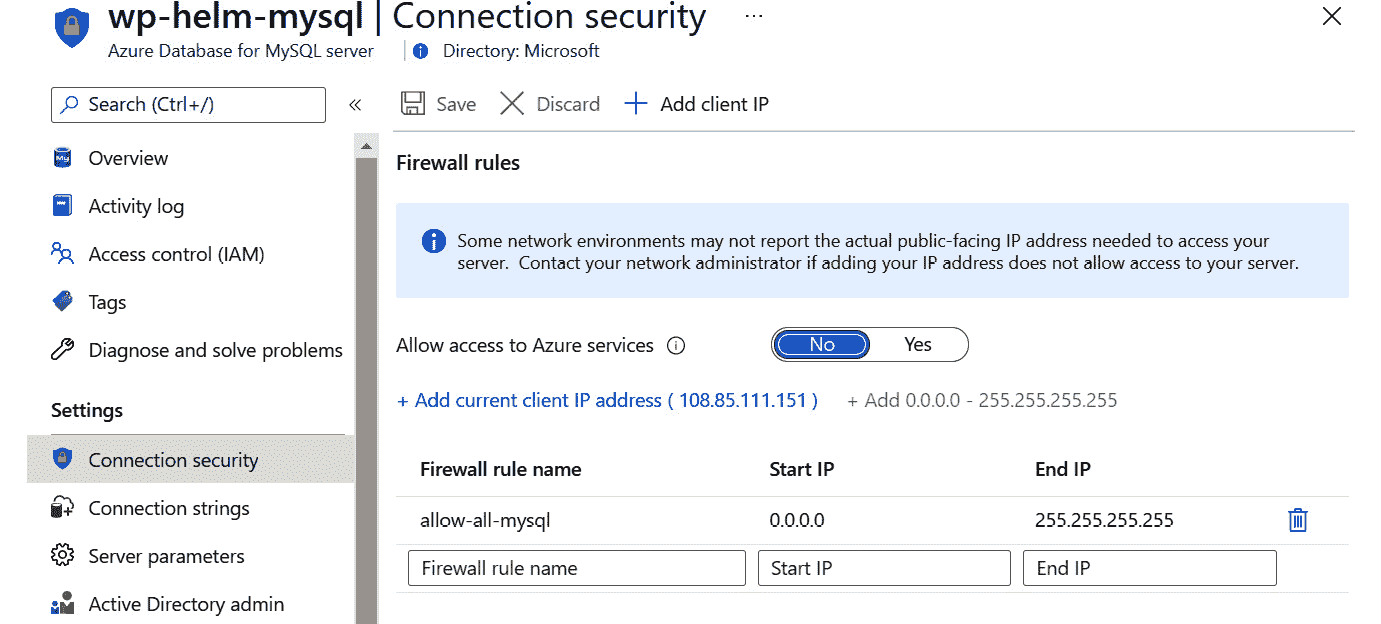 wp-helm-mysql | Connection security ...
Azure Database for MySQL server
Directory: Microsoft
Search (Ctrl+/)
«
Save
Discard
Add client IP
Overview
Activity log
Access control (IAM)
Tags
Diagnose and solve problems
Settings
Connection security
Connection strings
Server parameters
Active Directory admin
Firewall rules
Some network environments may not report the actual public-facing IP address needed to access your
server. Contact your network administrator if adding your IP address does not allow access to your server.
Allow access to Azure services
No Yes
+ Add current client IP address ( 108.85.111.151 ) + Add 0.0.0.0 - 255.255.255.255
Firewall rule name Start IP End IP
allow-all-mysql 0.0.0.0 255.255.255.255
Firewall rule name Start IP End IP